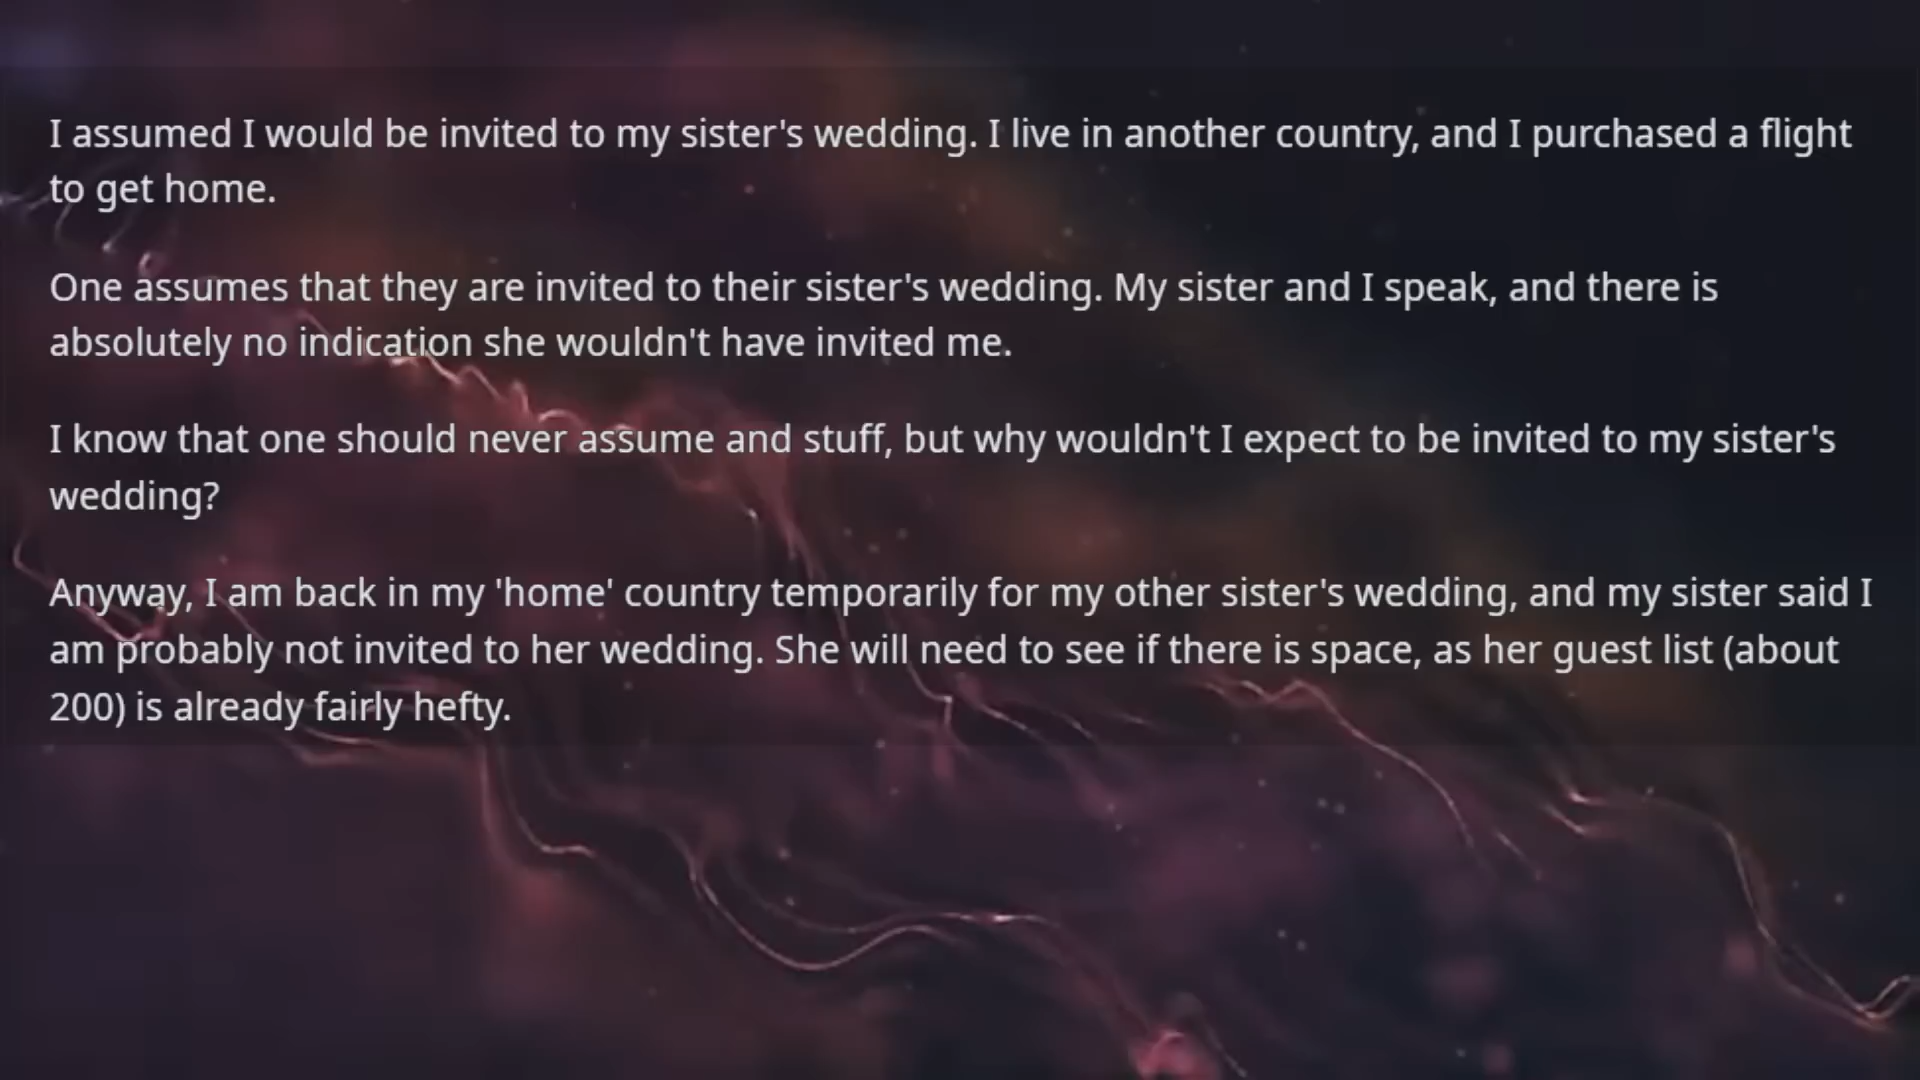 I assumed I would be invited to my sister's wedding. I live in another country, and I purchased a flight
to get home.
One assumes that they are invited to their sister's wedding. My sister and I speak, and there is
absolutely no indication she wouldn't have invited me.
I know that one should never assume and stuff, but why wouldn't I expect to be invited to my sister's
wedding?
Anyway, I am back in my 'home' country temporarily for my other sister's wedding, and my sister said I
am probably not invited to her wedding. She will need to see if there is space, as her guest list (about
200) is already fairly hefty.